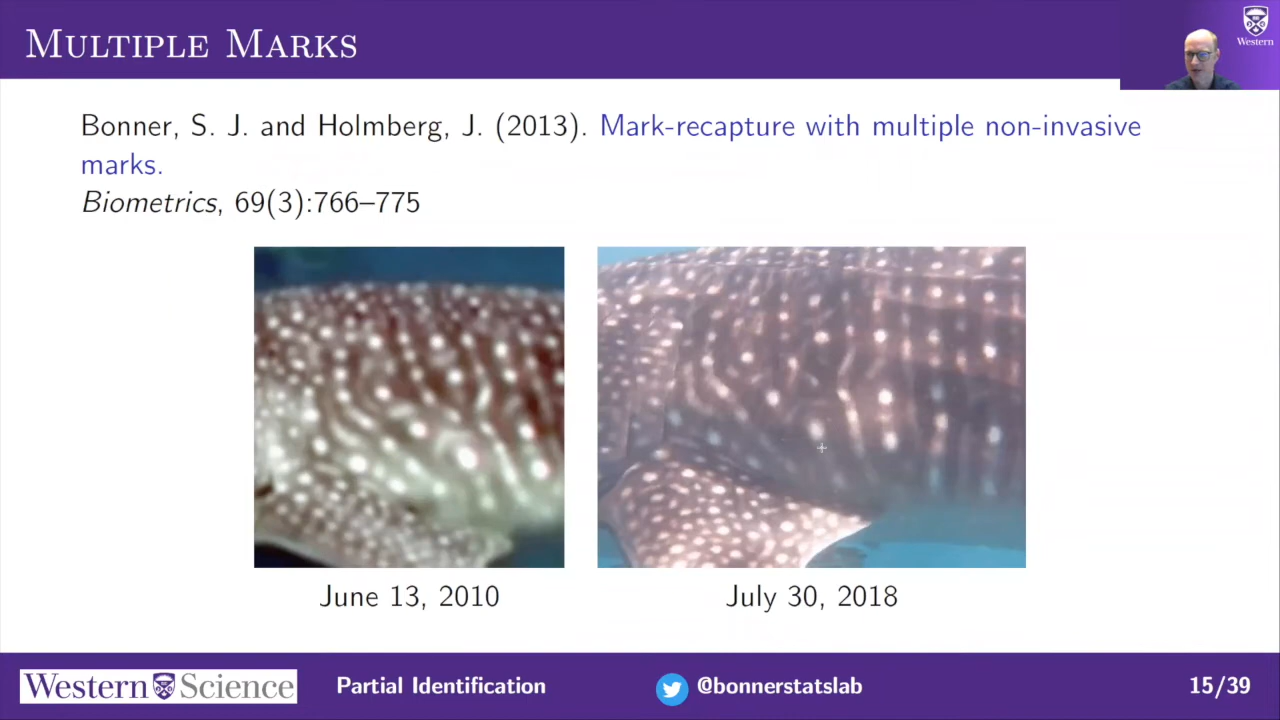 Multiple Marks
Western
Bonner, S. J. and Holmberg, J. (2013). Mark-recapture with multiple non-invasive
marks.
Biometrics, 69(3):766–775
June 13, 2010
July 30, 2018
Western Science
Partial Identification
@bonnerstatslab
15/39